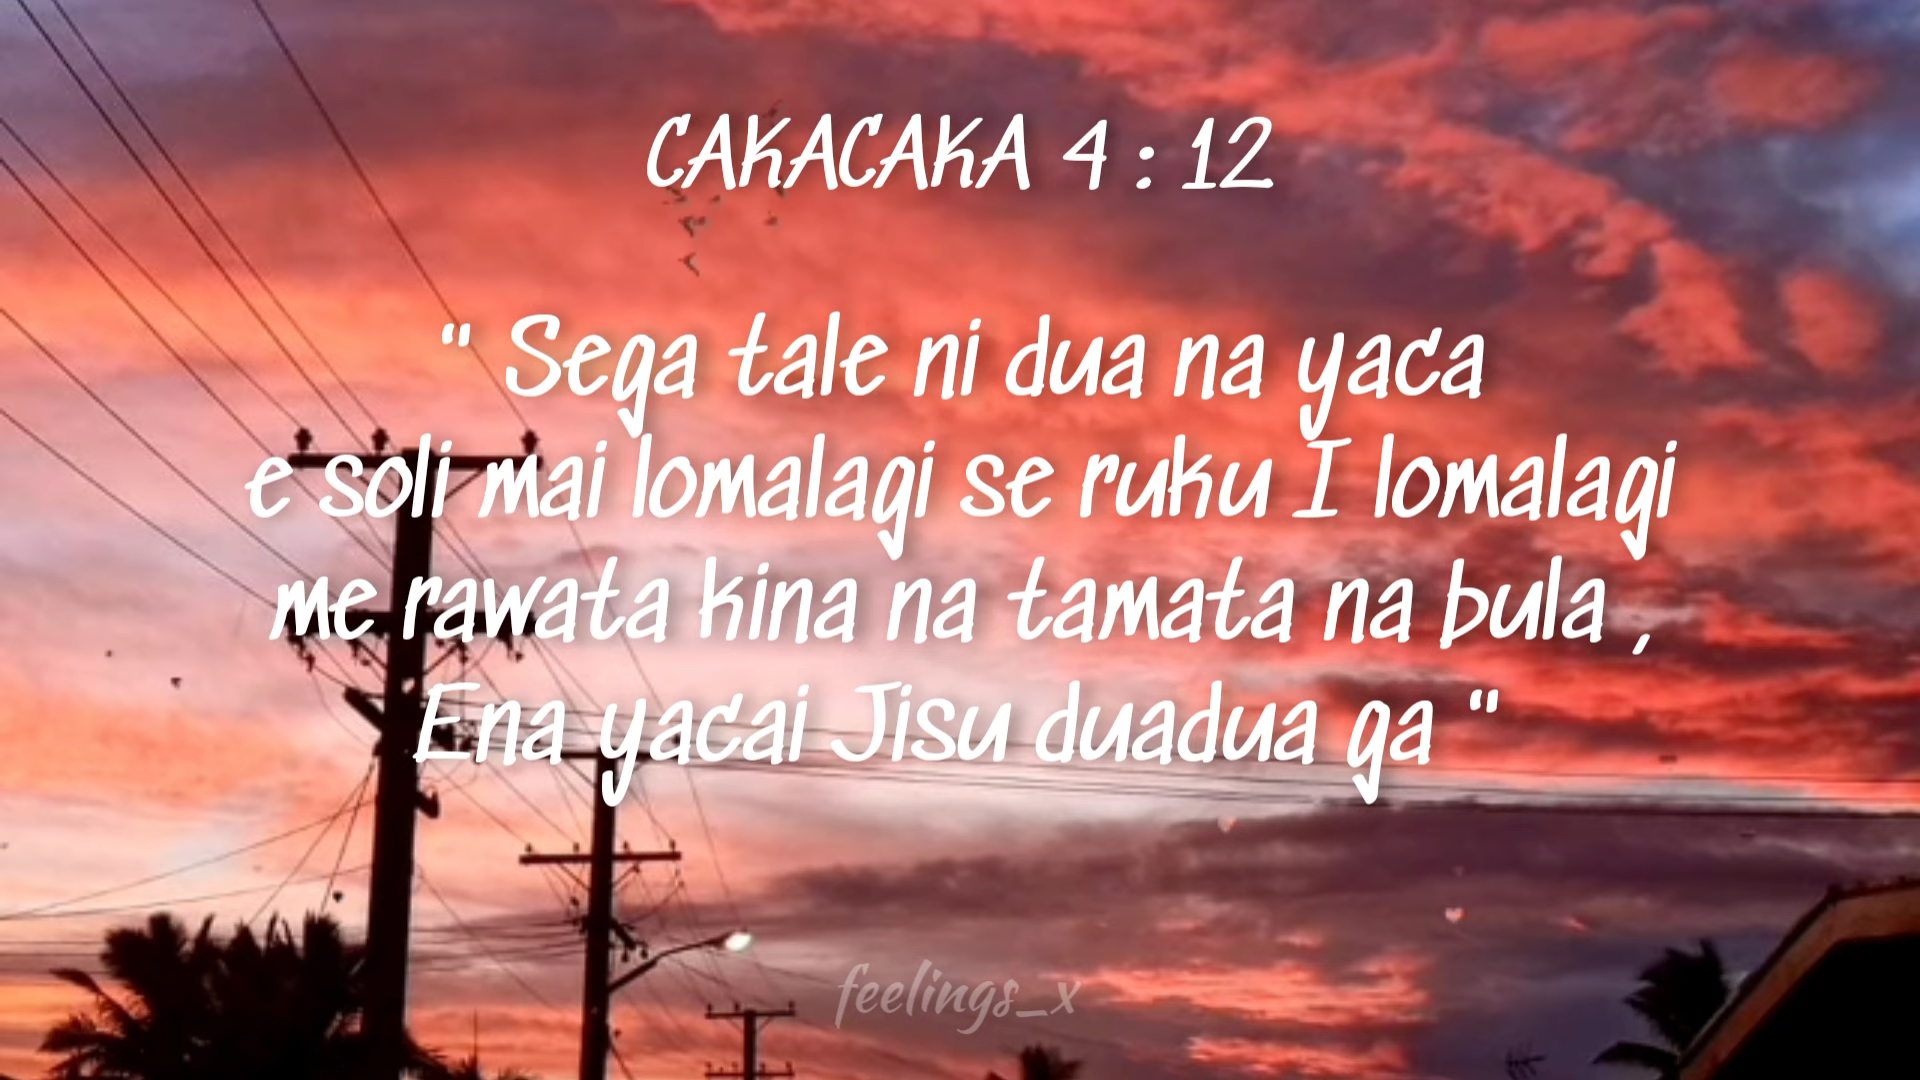 CAKACAKA 4 : 12
" Sega tale ni dua na yaca
e soli mai lomalagi se ruku I lomalagi
me rawata kina na tamata na bula ,
Ena yacai Jisu duadua ga "
feelings_x